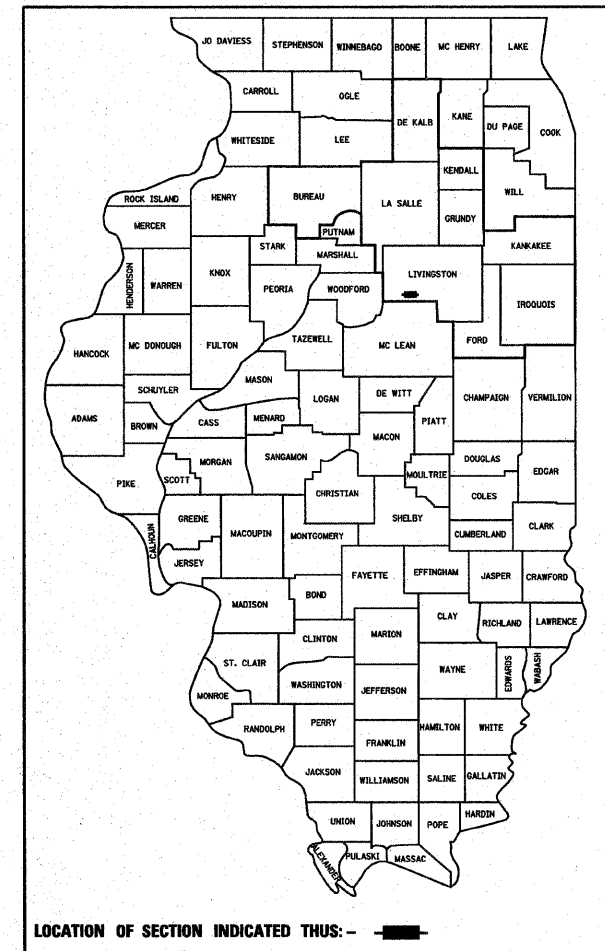 JO DAVIESS
STEPHENSON
WINNEBAGO
BOONE
MC HENRY
LAKE
CARROLL
OGLE
DE KALB
KANE
DU PAGE
COOK
WHITESIDE
LEE
KENDALL
WILL
ROCK ISLAND
HENRY
BUREAU
LA SALLE
GRUNDY
MERCER
PUTNAM
KANKAKEE
STARK
MARSHALL
LIVINGSTON
HENDERSON
WARREN
KNOX
PEORIA
WOODFORD
IROQUOIS
FORD
HANCOCK
MC DONOUGH
FULTON
TAZEWELL
MC LEAN
MASON
SCHUYLER
LOGAN
DE WITT
CHAMPAIGN
VERMILION
ADAMS
BROWN
CASS
MENARD
PIATT
MACON
SANGAMON
DOUGLAS
EDGAR
PIKE
SCOTT
MORGAN
CHRISTIAN
MOULTRIE
COLES
CALHOUN
GREENE
MACOUPIN
MONTGOMERY
SHELBY
CUMBERLAND
CLARK
JERSEY
FAYETTE
EFFINGHAM
JASPER
CRAWFORD
MADISON
BOND
CLAY
RICHLAND
LAWRENCE
ST. CLAIR
CLINTON
MARION
WAYNE
EDWARDS
WABASH
MONROE
WASHINGTON
JEFFERSON
RANDOLPH
PERRY
HAMILTON
WHITE
FRANKLIN
JACKSON
WILLIAMSON
SALINE
GALLATIN
UNION
JOHNSON
POPE
HARDIN
ALEXANDER
PULASKI
MASSAC
LOCATION OF SECTION INDICATED THUS: -